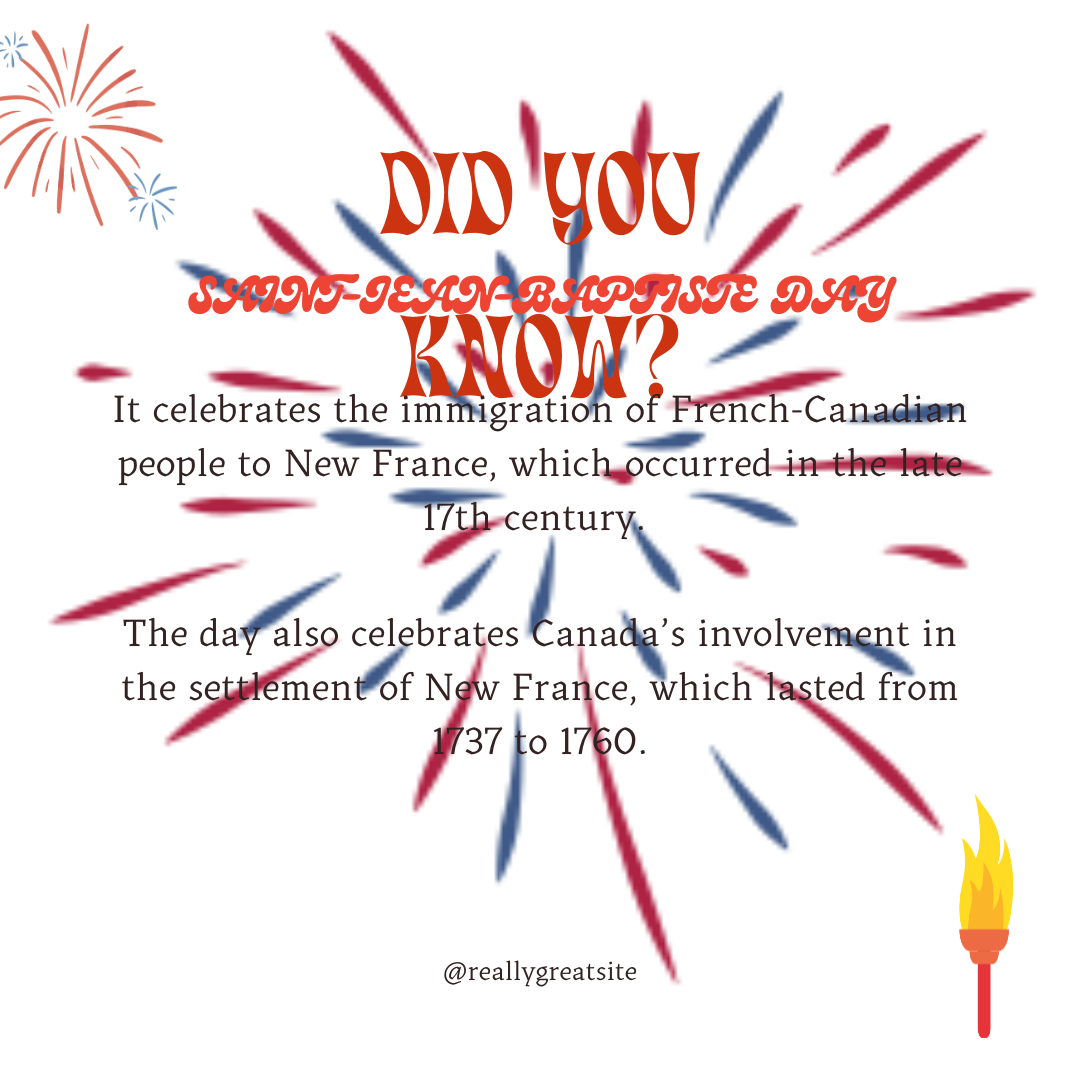 DID YOU
SAINT-JEAN-BAPTISTE DAY
KNOW?
It celebrates the immigration of French-Canadian
people to New France, which occurred in the late
17th century.
The day also celebrates Canada’s involvement in
the settlement of New France, which lasted from
1737 to 1760.
@reallygreatsite